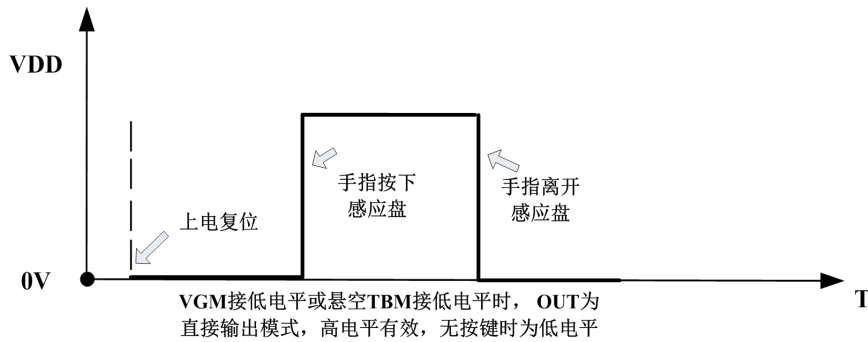 VDD
手指按下
感应盘
手指离开
感应盘
上电复位
0V
T
VGM接低电平或悬空TBM接低电平时， OUT为
直接输出模式，高电平有效，无按键时为低电平